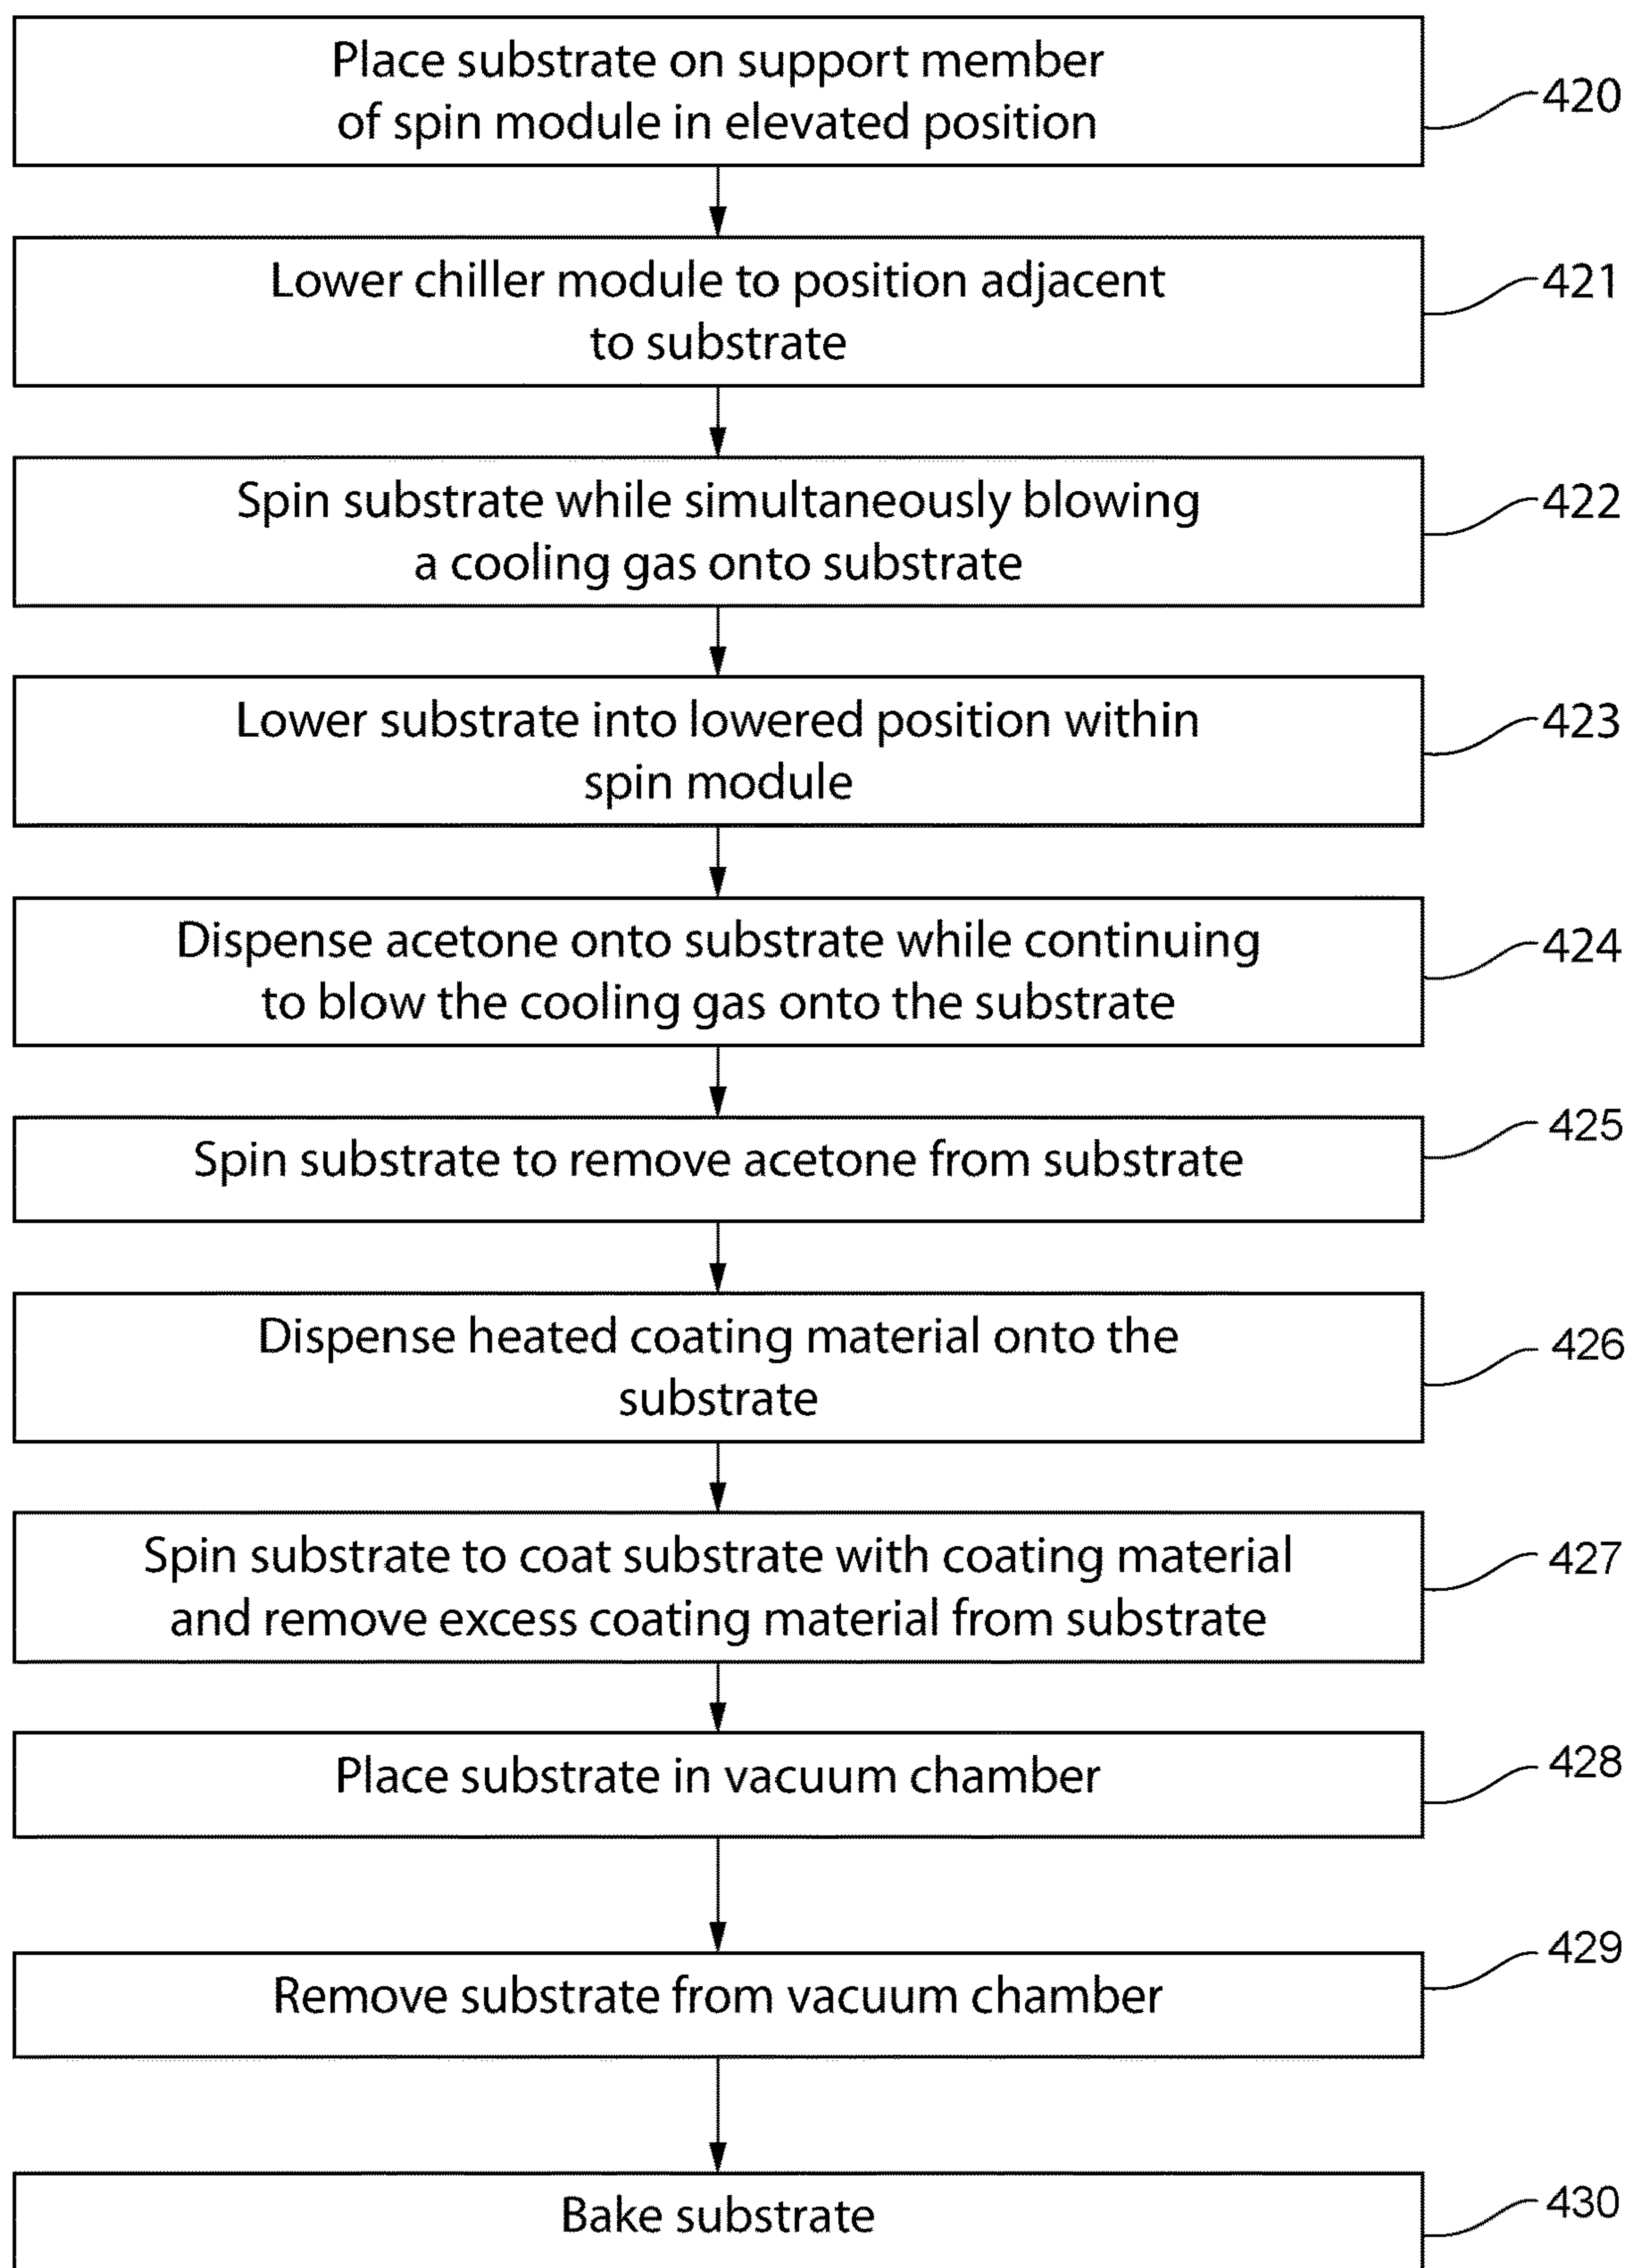 Place substrate on support member
of spin module in elevated position
420
Lower chiller module to position adjacent
to substrate
421
Spin substrate while simultaneously blowing
a cooling gas onto substrate
422
Lower substrate into lowered position within
spin module
423
Dispense acetone onto substrate while continuing
to blow the cooling gas onto the substrate
424
Spin substrate to remove acetone from substrate
425
Dispense heated coating material onto the
substrate
426
Spin substrate to coat substrate with coating material
and remove excess coating material from substrate
427
Place substrate in vacuum chamber
428
Remove substrate from vacuum chamber
429
Bake substrate
430